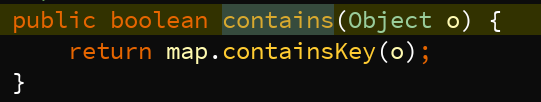 public boolean contains(Object o) {
    return map.containsKey(o);
}